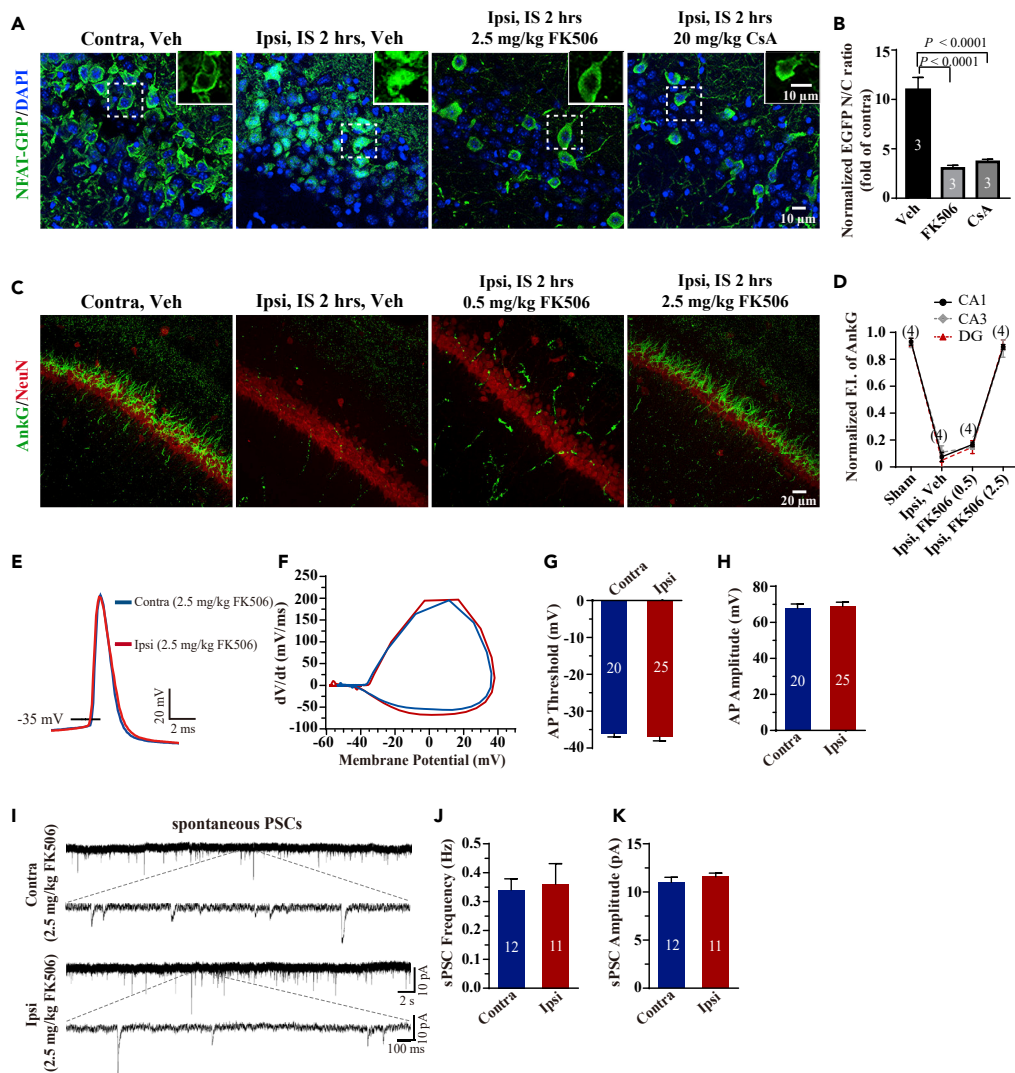 A
Contra, Veh
Ipsi, IS 2 hrs, Veh
Ipsi, IS 2 hrs
2.5 mg/kg FK506
Ipsi, IS 2 hrs
20 mg/kg CsA
NFAT-GFP/DAPI
10 μm
10 μm
B
P < 0.0001
P < 0.0001
Normalized EGFP N/C ratio
(fold of contra)
15
10
5
0
3
3
3
Veh
FK506
CsA
C
Contra, Veh
Ipsi, IS 2 hrs, Veh
Ipsi, IS 2 hrs
0.5 mg/kg FK506
Ipsi, IS 2 hrs
2.5 mg/kg FK506
AnkG/NeuN
20 μm
D
CA1
CA3
DG
Normalized F.I. of AnkG
1.0
0.8
0.6
0.4
0.2
0
(4)
(4)
(4)
(4)
Sham
Ipsi, Veh
Ipsi, FK506 (0.5)
Ipsi, FK506 (2.5)
E
Contra (2.5 mg/kg FK506)
Ipsi (2.5 mg/kg FK506)
-35 mV
20 mV
2 ms
F
dV/dt (mV/ms)
250
200
150
100
50
0
-50
-100
-60 -40 -20 0 20 40
Membrane Potential (mV)
G
Contra
Ipsi
AP Threshold (mV)
0
-10
-20
-30
-40
20
25
H
AP Amplitude (mV)
80
60
40
20
0
20
25
Contra
Ipsi
I
spontaneous PSCs
Contra
(2.5 mg/kg FK506)
Ipsi
(2.5 mg/kg FK506)
10 pA
2 s
10 pA
100 ms
J
sPSC Frequency (Hz)
0.5
0.4
0.3
0.2
0.1
0.0
12
11
Contra
Ipsi
K
sPSC Amplitude (pA)
15
10
5
0
12
11
Contra
Ipsi